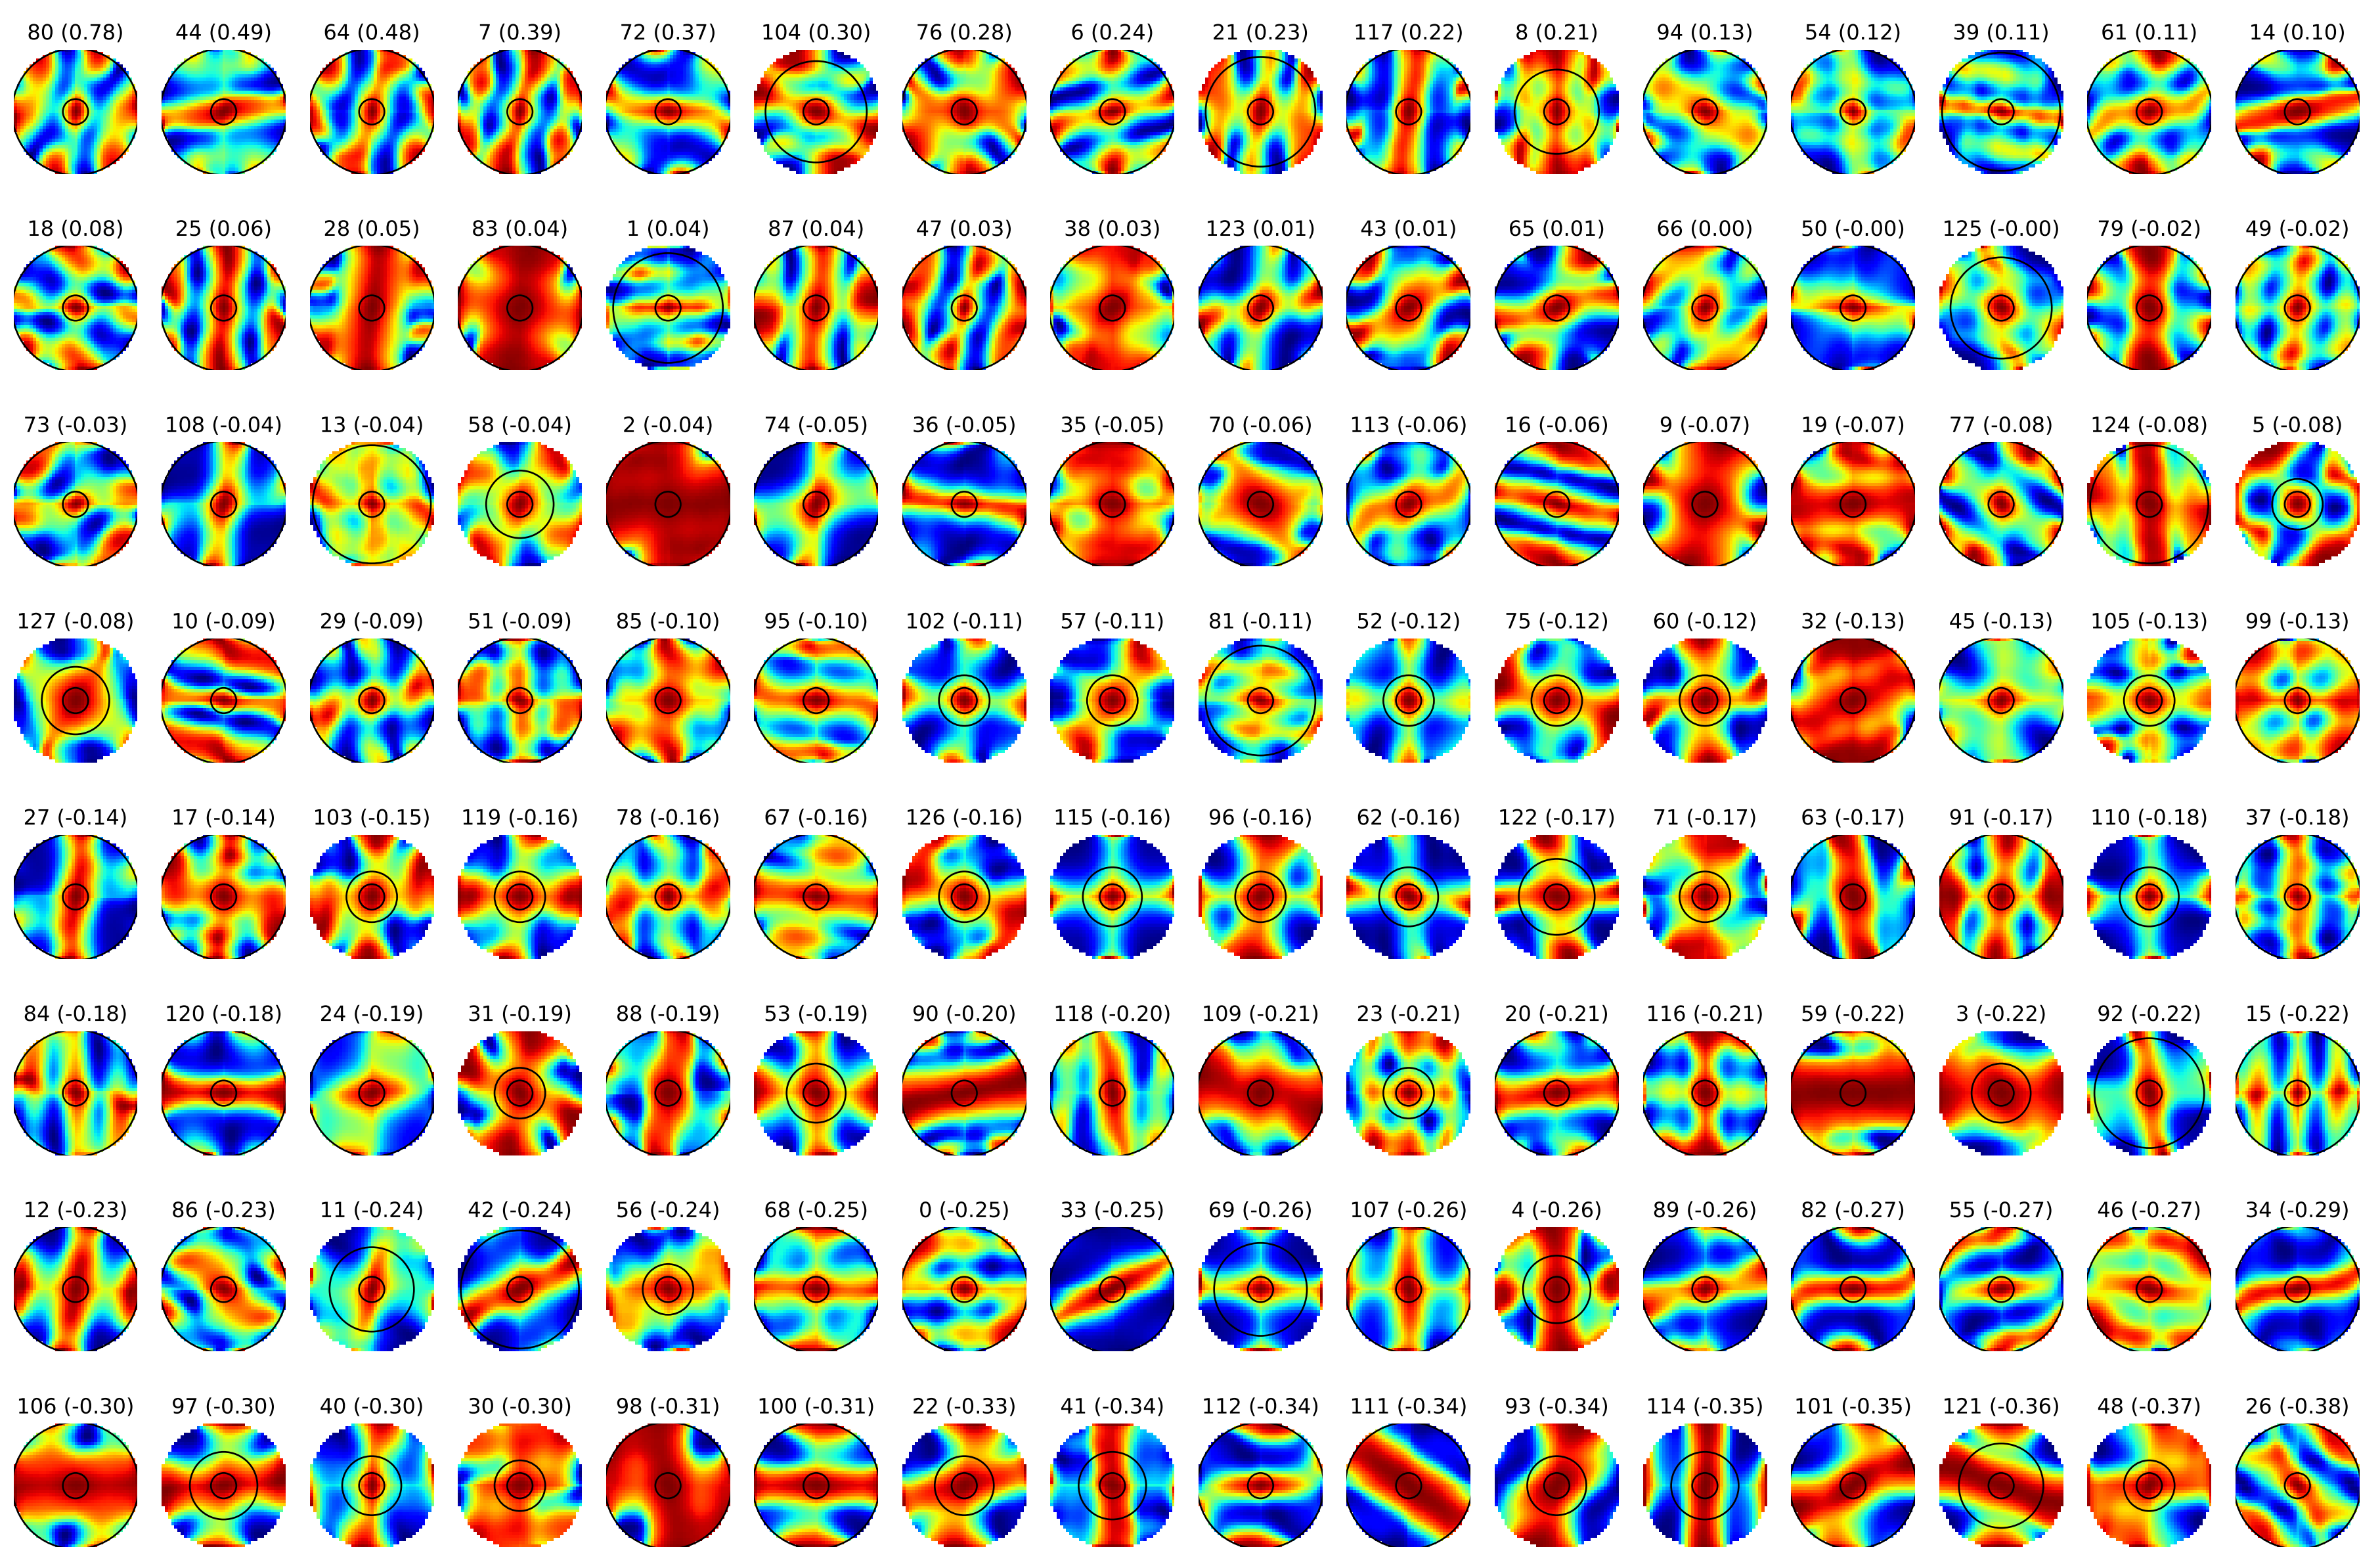 80 (0.78) 44 (0.49) 64 (0.48) 7 (0.39) 72 (0.37) 104 (0.30) 76 (0.28) 6 (0.24) 21 (0.23) 117 (0.22) 8 (0.21) 94 (0.13) 54 (0.12) 39 (0.11) 61 (0.11) 14 (0.10)
18 (0.08) 25 (0.06) 28 (0.05) 83 (0.04) 1 (0.04) 87 (0.04) 47 (0.03) 38 (0.03) 123 (0.01) 43 (0.01) 65 (0.01) 66 (0.00) 50 (-0.00) 125 (-0.00) 79 (-0.02) 49 (-0.02)
73 (-0.03) 108 (-0.04) 13 (-0.04) 58 (-0.04) 2 (-0.04) 74 (-0.05) 36 (-0.05) 35 (-0.05) 70 (-0.06) 113 (-0.06) 16 (-0.06) 9 (-0.07) 19 (-0.07) 77 (-0.08) 124 (-0.08) 5 (-0.08)
127 (-0.08) 10 (-0.09) 29 (-0.09) 51 (-0.09) 85 (-0.10) 95 (-0.10) 102 (-0.11) 57 (-0.11) 81 (-0.11) 52 (-0.12) 75 (-0.12) 60 (-0.12) 32 (-0.13) 45 (-0.13) 105 (-0.13) 99 (-0.13)
27 (-0.14) 17 (-0.14) 103 (-0.15) 119 (-0.16) 78 (-0.16) 67 (-0.16) 126 (-0.16) 115 (-0.16) 96 (-0.16) 62 (-0.16) 122 (-0.17) 71 (-0.17) 63 (-0.17) 91 (-0.17) 110 (-0.18) 37 (-0.18)
84 (-0.18) 120 (-0.18) 24 (-0.19) 31 (-0.19) 88 (-0.19) 53 (-0.19) 90 (-0.20) 118 (-0.20) 109 (-0.21) 23 (-0.21) 20 (-0.21) 116 (-0.21) 59 (-0.22) 3 (-0.22) 92 (-0.22) 15 (-0.22)
12 (-0.23) 86 (-0.23) 11 (-0.24) 42 (-0.24) 56 (-0.24) 68 (-0.25) 0 (-0.25) 33 (-0.25) 69 (-0.26) 107 (-0.26) 4 (-0.26) 89 (-0.26) 82 (-0.27) 55 (-0.27) 46 (-0.27) 34 (-0.29)
106 (-0.30) 97 (-0.30) 40 (-0.30) 30 (-0.30) 98 (-0.31) 100 (-0.31) 22 (-0.33) 41 (-0.34) 112 (-0.34) 111 (-0.34) 93 (-0.34) 114 (-0.35) 101 (-0.35) 121 (-0.36) 48 (-0.37) 26 (-0.38)